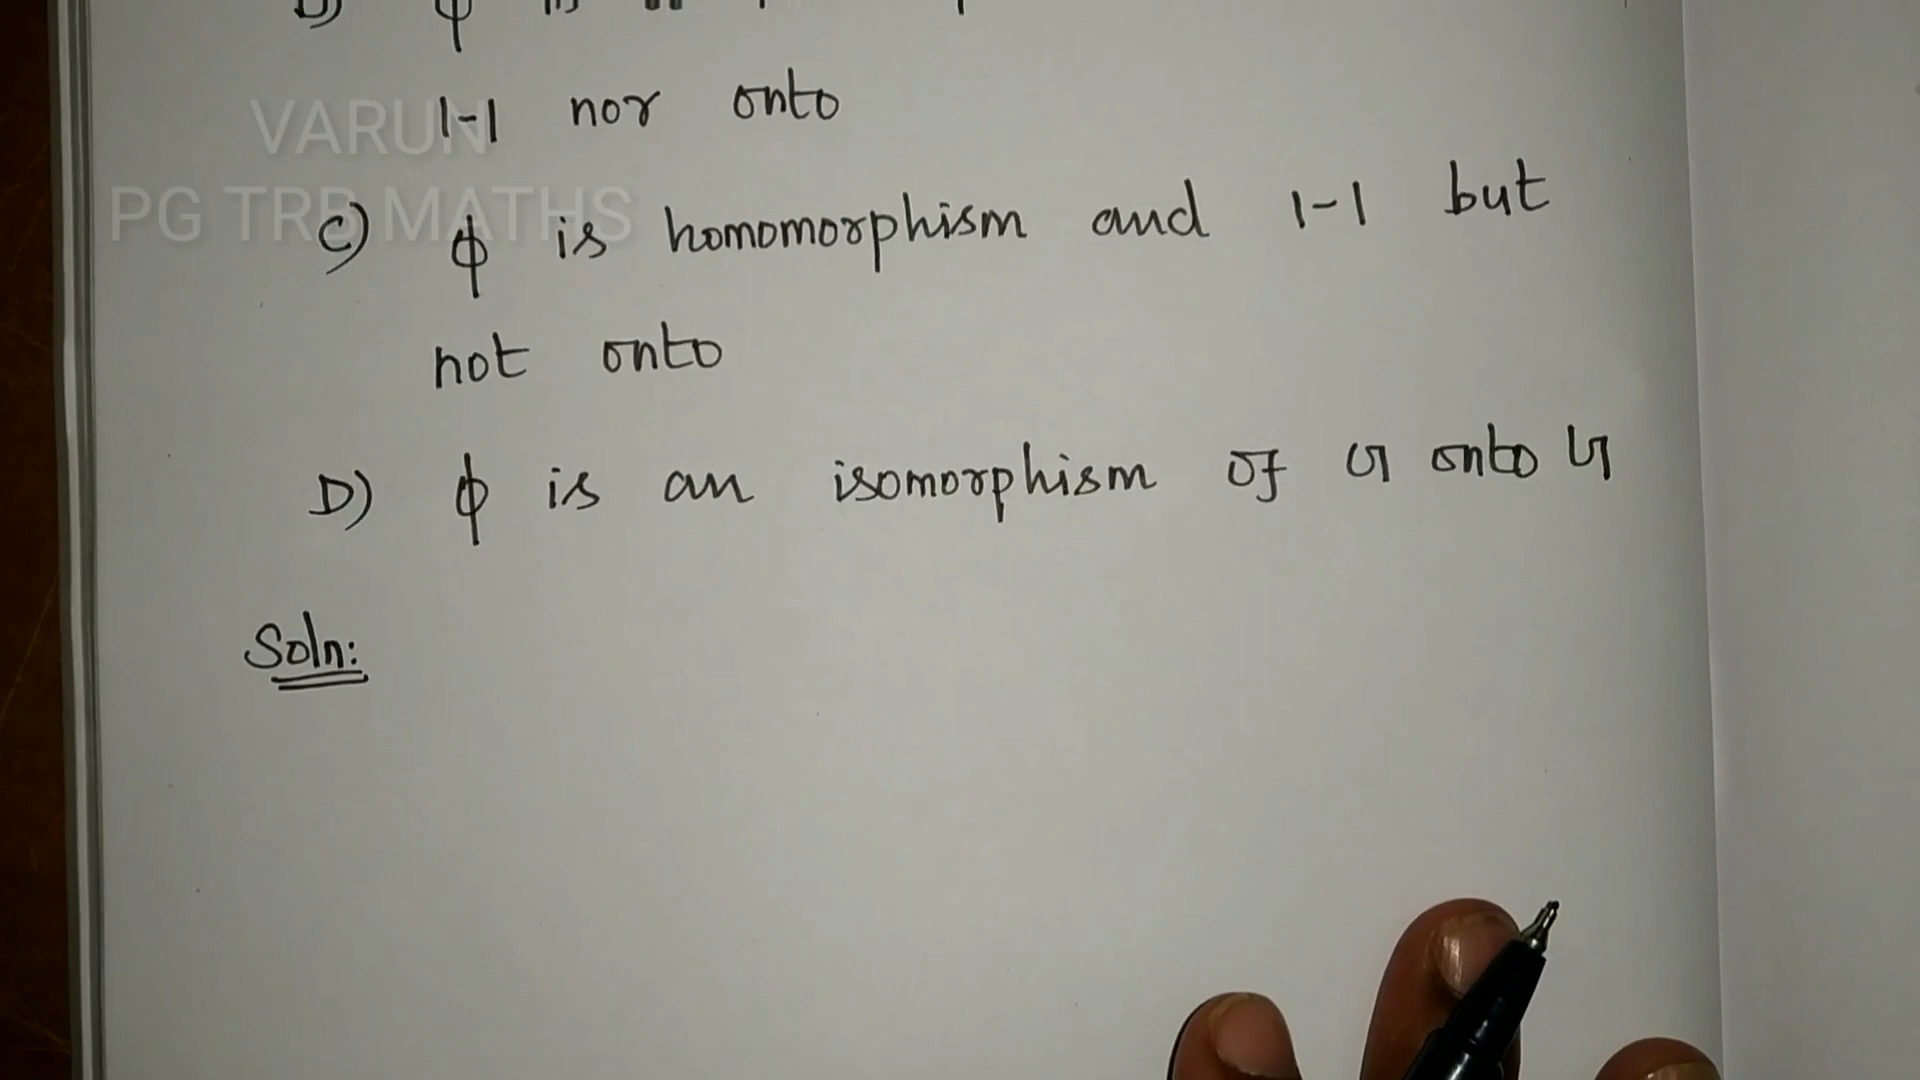 1-1 nor onto
VARUN
PG TRB MATHS
C) ϕ is homomorphism and 1-1 but
not onto
D) ϕ is an isomorphism of G onto G
Soln: